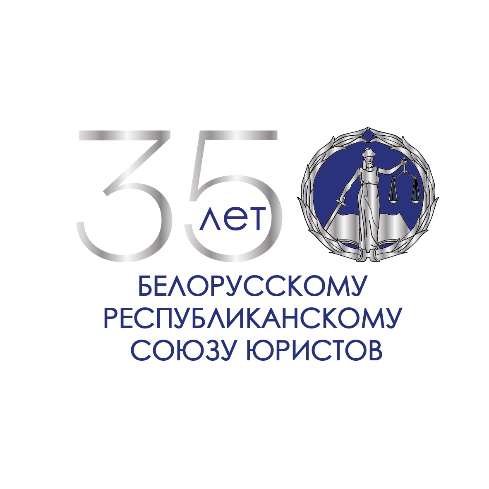 35 лет
БЕЛОРУССКОМУ
РЕСПУБЛИКАНСКОМУ
СОЮЗУ ЮРИСТОВ